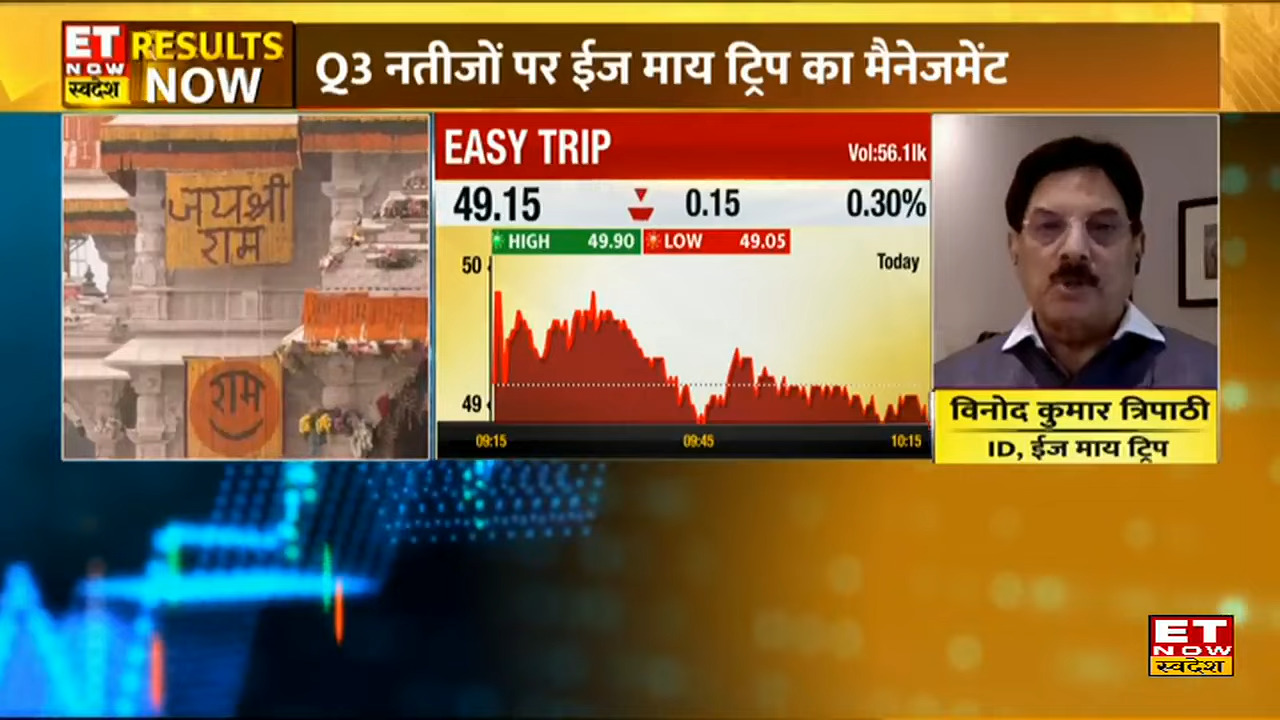 ET
NOW
स्वदेश
RESULTS
NOW
Q3 नतीजों पर ईज माय ट्रिप का मैनेजमेंट
जयश्री
राम
राम
EASY TRIP
Vol:56.1lk
49.15 0.15 0.30%
HIGH 49.90 LOW 49.05
Today
50
49
09:15 09:45 10:15
विनोद कुमार त्रिपाठी
ID, ईज माय ट्रिप
ET
NOW
स्वदेश